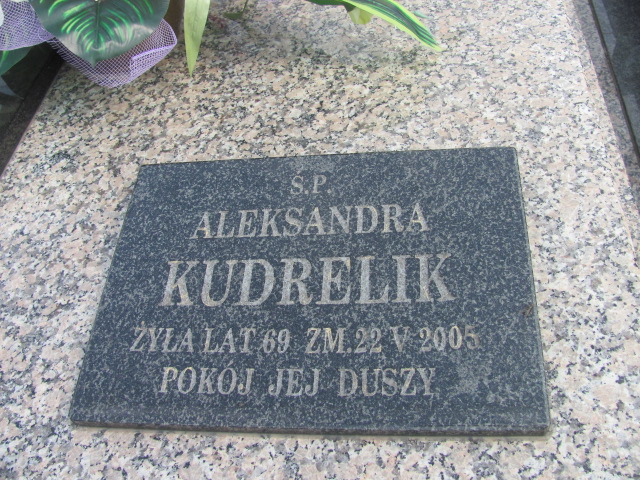 Ś.P.
ALEKSANDRA
KUDRELIK
ŻYŁA LAT 69 ZM. 22 V 2005
POKÓJ JEJ DUSZY